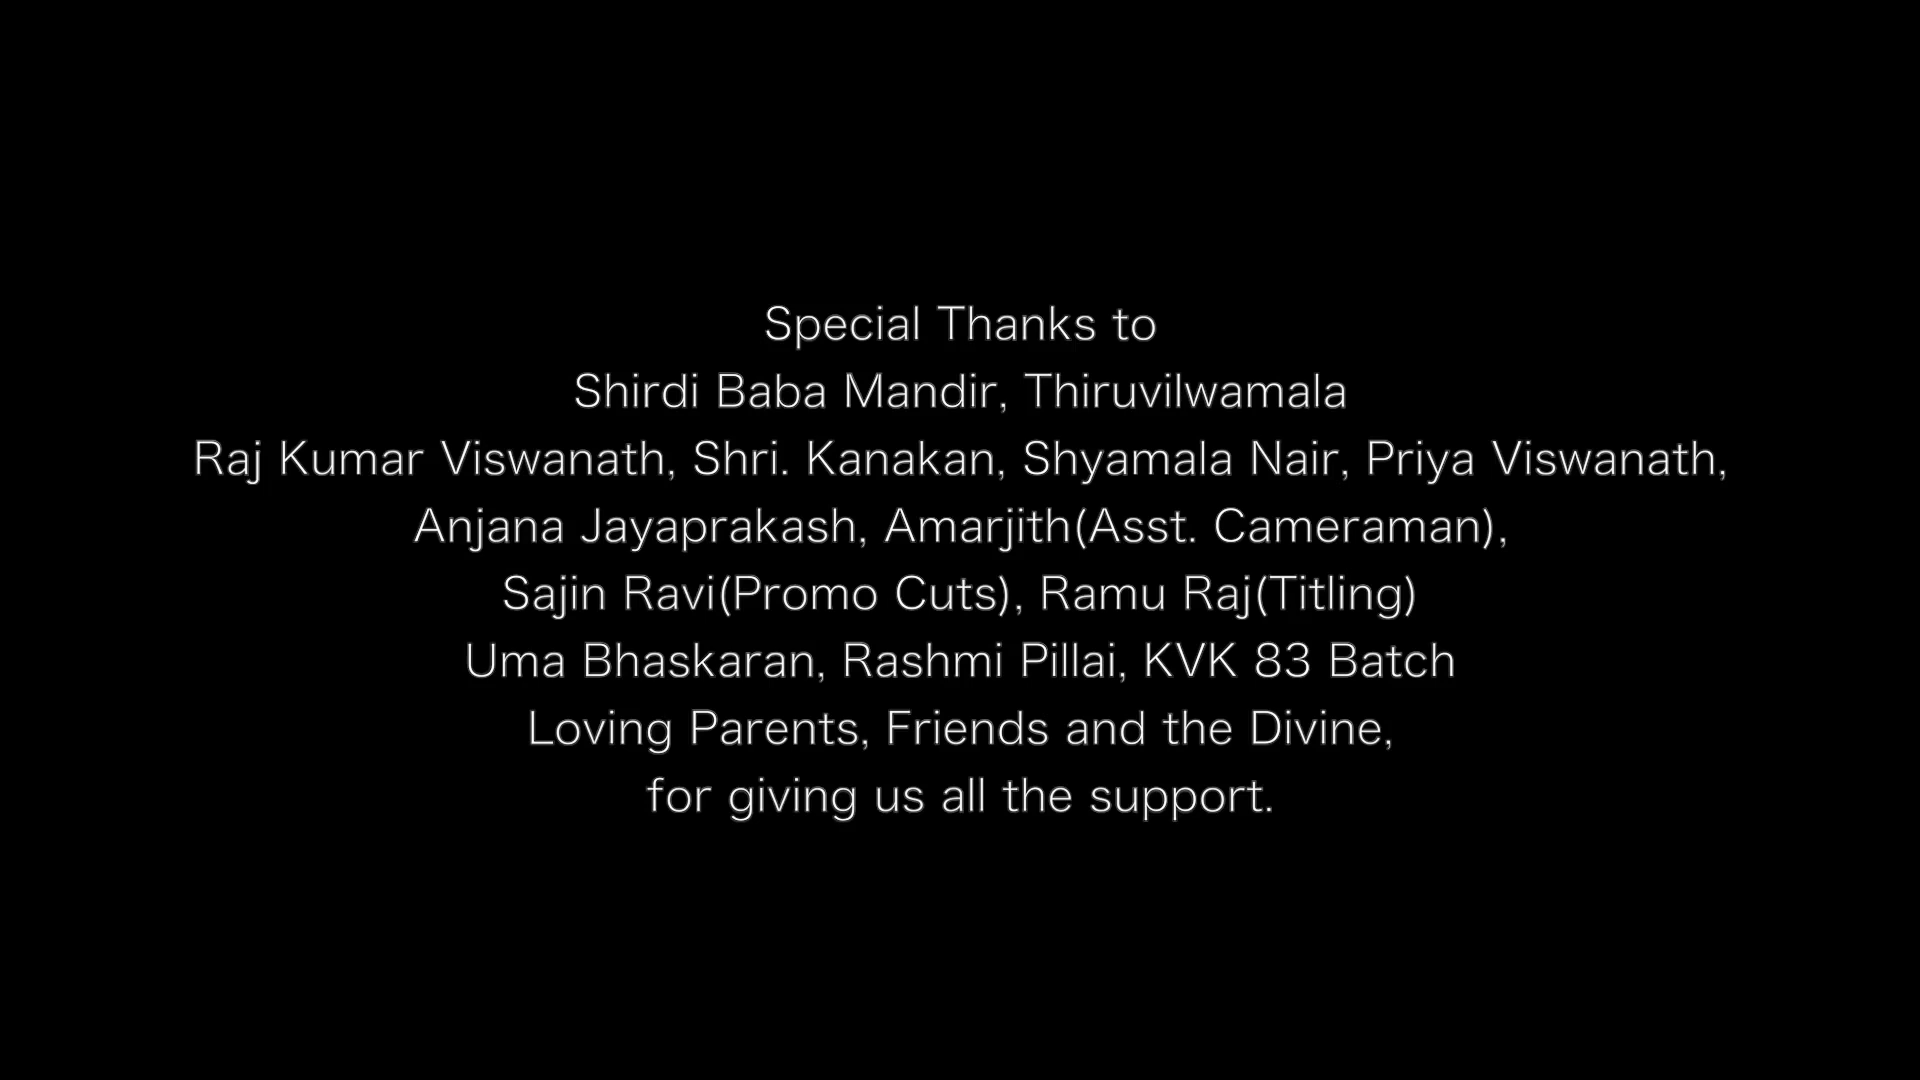 Special Thanks to
Shirdi Baba Mandir, Thiruvilwamala
Raj Kumar Viswanath, Shri. Kanakan, Shyamala Nair, Priya Viswanath,
Anjana Jayaprakash, Amarjith(Asst. Cameraman),
Sajin Ravi(Promo Cuts), Ramu Raj(Titling)
Uma Bhaskaran, Rashmi Pillai, KVK 83 Batch
Loving Parents, Friends and the Divine,
for giving us all the support.